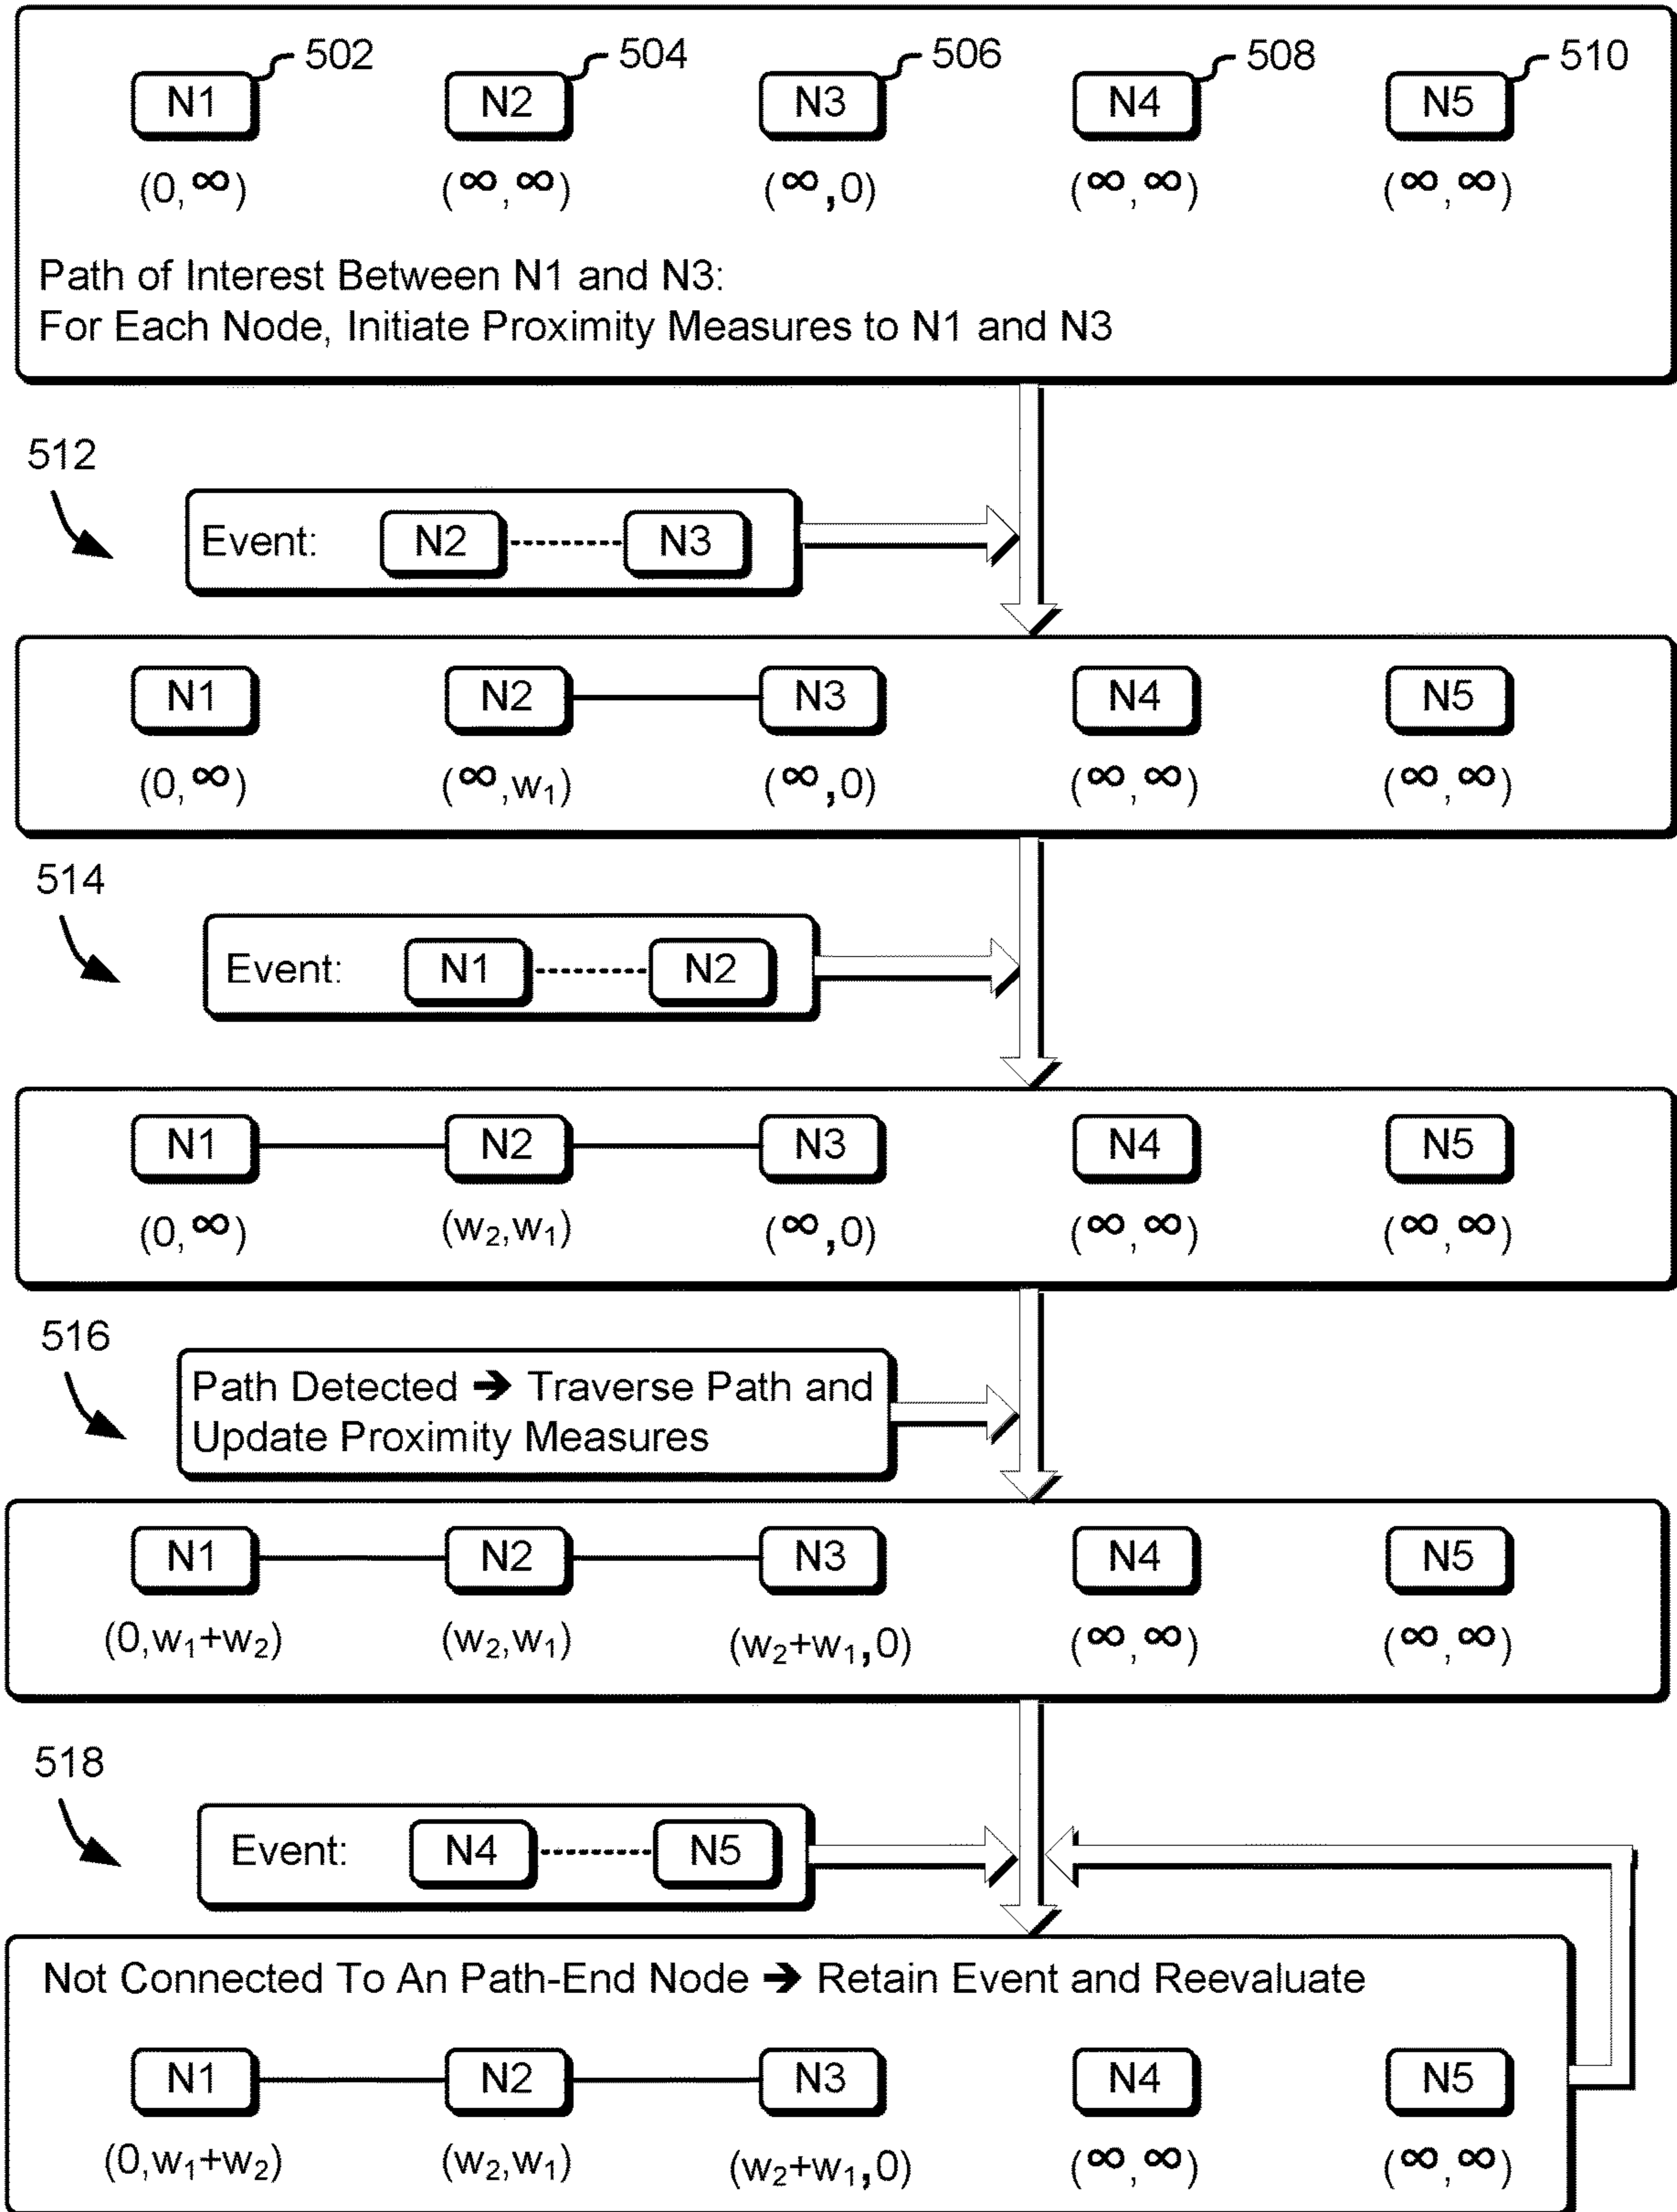 502 504 506 508 510
N1 N2 N3 N4 N5
(0,∞) (∞,∞) (∞,0) (∞,∞) (∞,∞)
Path of Interest Between N1 and N3:
For Each Node, Initiate Proximity Measures to N1 and N3
512
Event: N2 N3
N1 N2 N3 N4 N5
(0,∞) (∞,w₁) (∞,0) (∞,∞) (∞,∞)
514
Event: N1 N2
N1 N2 N3 N4 N5
(0,∞) (w₂,w₁) (∞,0) (∞,∞) (∞,∞)
516
Path Detected ➔ Traverse Path and
Update Proximity Measures
N1 N2 N3 N4 N5
(0,w₁+w₂) (w₂,w₁) (w₂+w₁,0) (∞,∞) (∞,∞)
518
Event: N4 N5
Not Connected To An Path-End Node ➔ Retain Event and Reevaluate
N1 N2 N3 N4 N5
(0,w₁+w₂) (w₂,w₁) (w₂+w₁,0) (∞,∞) (∞,∞)